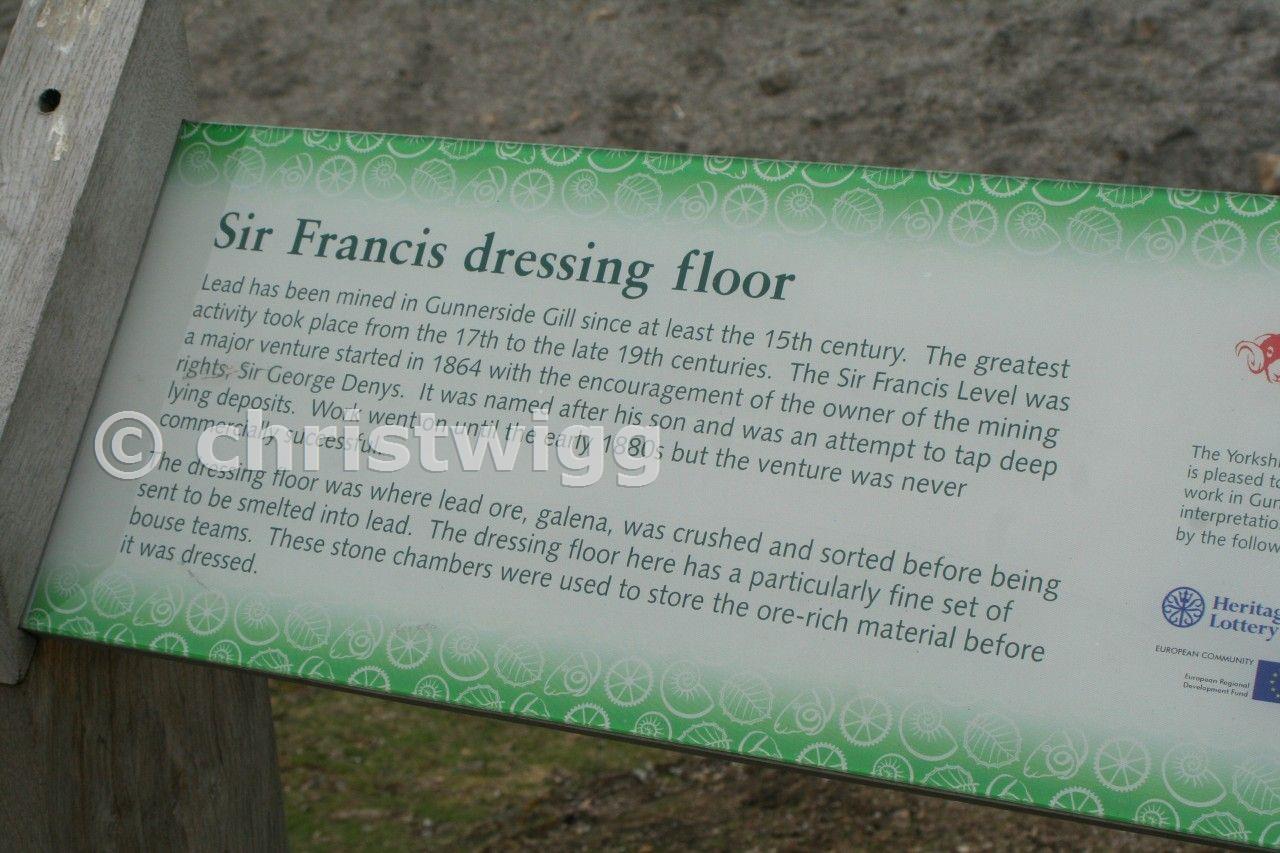 Sir Francis dressing floor
Lead has been mined in Gunnerside Gill since at least the 15th century. The greatest
activity took place from the 17th to the late 19th centuries. The Sir Francis Level was
a major venture started in 1864 with the encouragement of the owner of the mining
rights, Sir George Denys. It was named after his son and was an attempt to tap deep
lying deposits. Work went on until the early 1880s but the venture was never
commercially successful.
The dressing floor was where lead ore, galena, was crushed and sorted before being
sent to be smelted into lead. The dressing floor here has a particularly fine set of
bouse teams. These stone chambers were used to store the ore-rich material before
it was dressed.
© christwigg
The
is pleased
work in
by the
Lottery
EUROPEAN COMMUNITY
European Regional
Development Fund